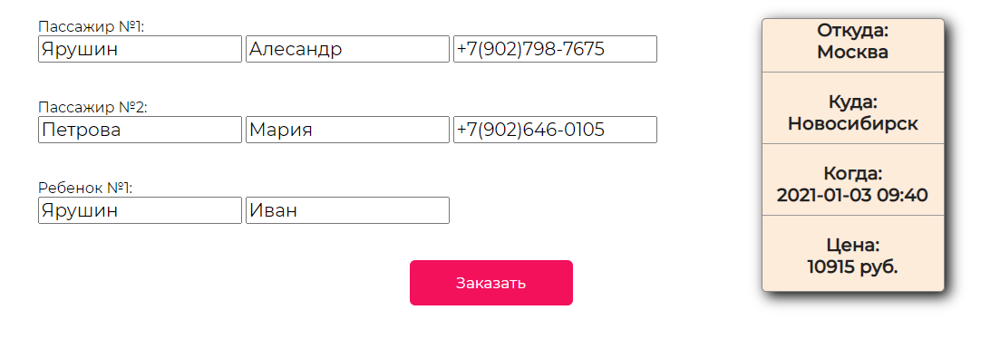 Пассажир №1:
Ярушин Алесандр +7(902)798-7675
Пассажир №2:
Петрова Мария +7(902)646-0105
Ребенок №1:
Ярушин Иван
Заказать
Откуда:
Москва
Куда:
Новосибирск
Когда:
2021-01-03 09:40
Цена:
10915 руб.